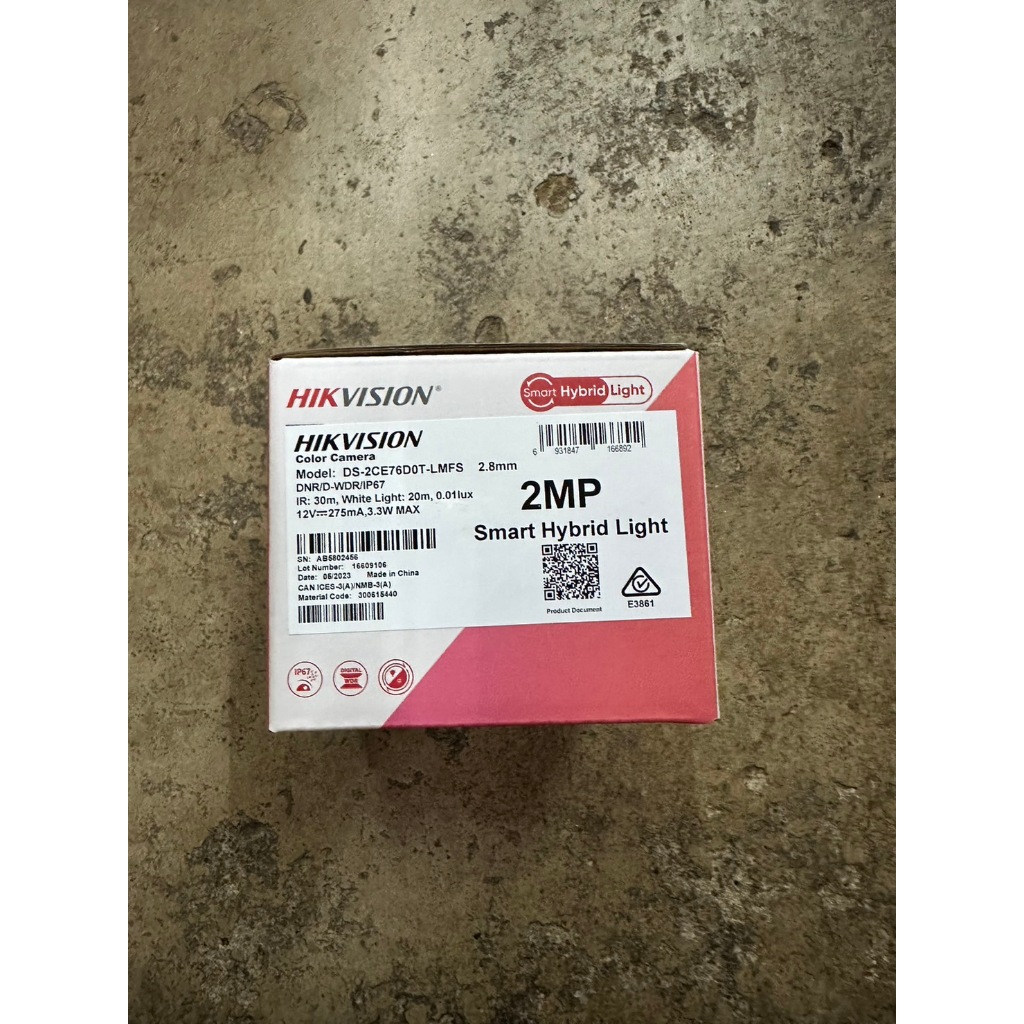 HIKVISION®
Smart Hybrid Light
HIKVISION
Color Camera
Model: DS-2CE76D0T-LMFS 2.8mm
DNR/D-WDR/IP67
IR: 30m, White Light: 20m, 0.01lux
12V⎓275mA,3.3W MAX
6 931847 166892
2MP
Smart Hybrid Light
SN: AB5802456
Lot Number: 16609106
Date: 05/2023 Made in China
CAN ICES-3(A)/NMB-3(A)
Material Code: 300615440
Product Document
E3861
IP67
DIGITAL
WDR